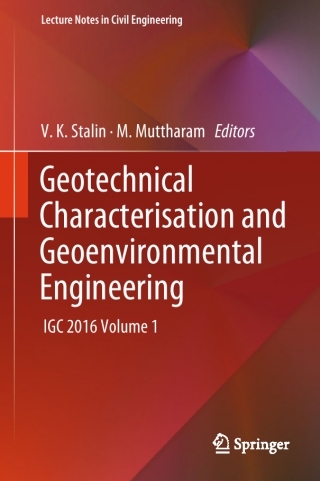 Lecture Notes in Civil Engineering
V. K. Stalin · M. Muttharam Editors
Geotechnical
Characterisation and
Geoenvironmental
Engineering
IGC 2016 Volume 1
Springer